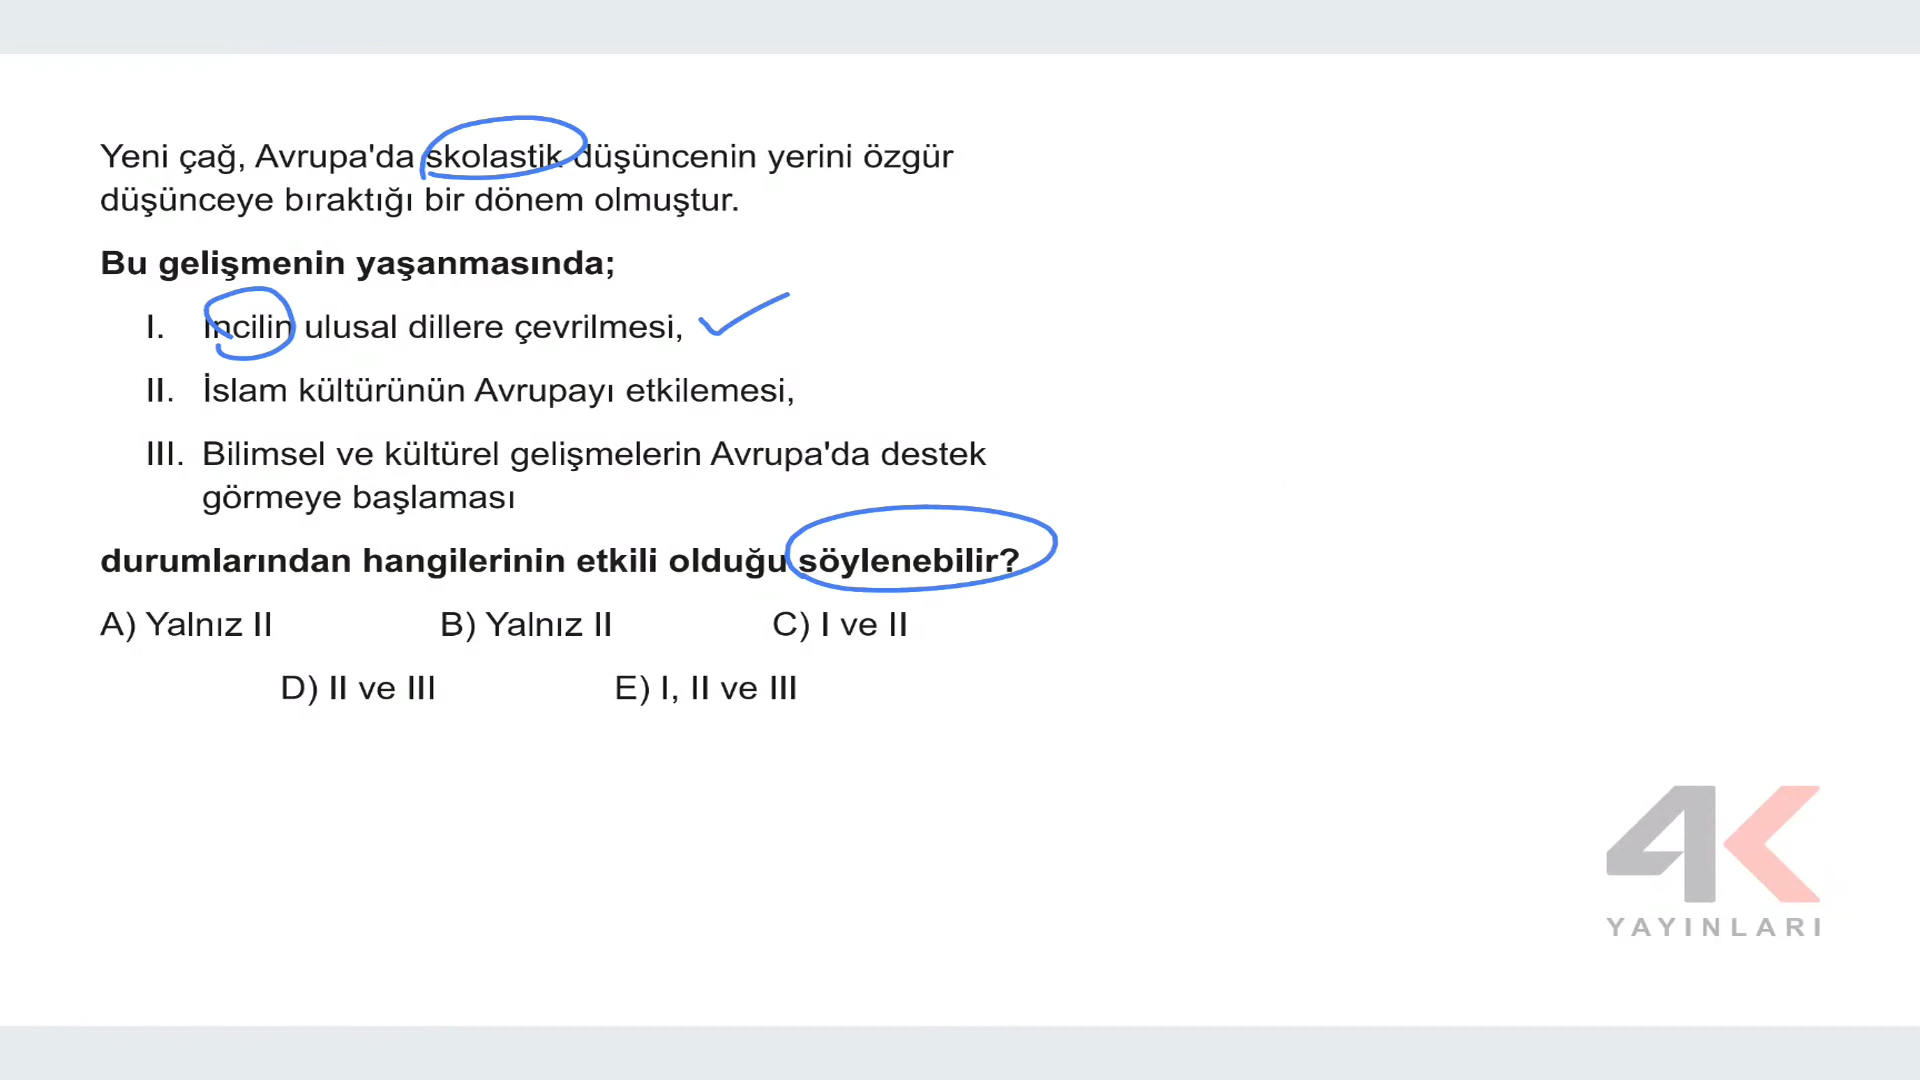 Yeni çağ, Avrupa'da skolastik düşüncenin yerini özgür
düşünceye bıraktığı bir dönem olmuştur.
Bu gelişmenin yaşanmasında;
I. İncilin ulusal dillere çevrilmesi,
II. İslam kültürünün Avrupayı etkilemesi,
III. Bilimsel ve kültürel gelişmelerin Avrupa'da destek
görmeye başlaması
durumlarından hangilerinin etkili olduğu söylenebilir?
A) Yalnız II B) Yalnız II C) I ve II
D) II ve III E) I, II ve III
4K
YAYINLARI